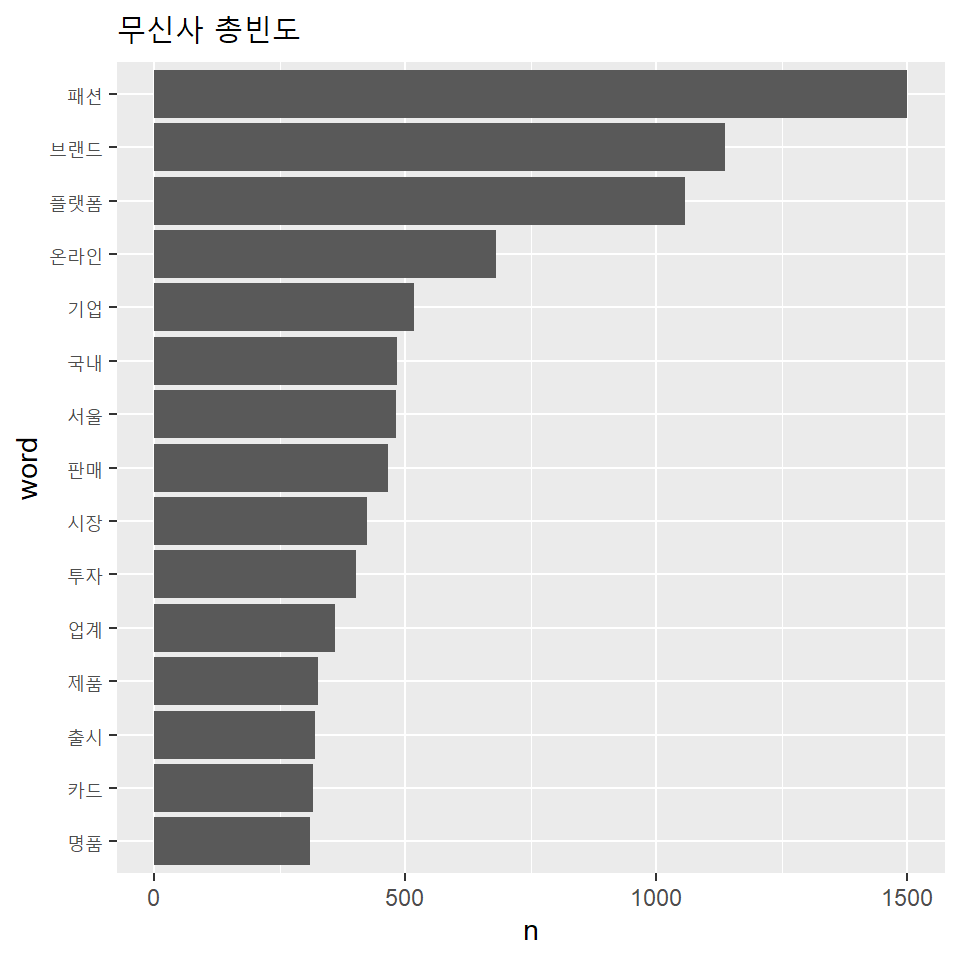 무신사 총빈도
패션
브랜드
플랫폼
온라인
기업
국내
서울
판매
시장
투자
업계
제품
출시
카드
명품
word
0 500 1000 1500
n